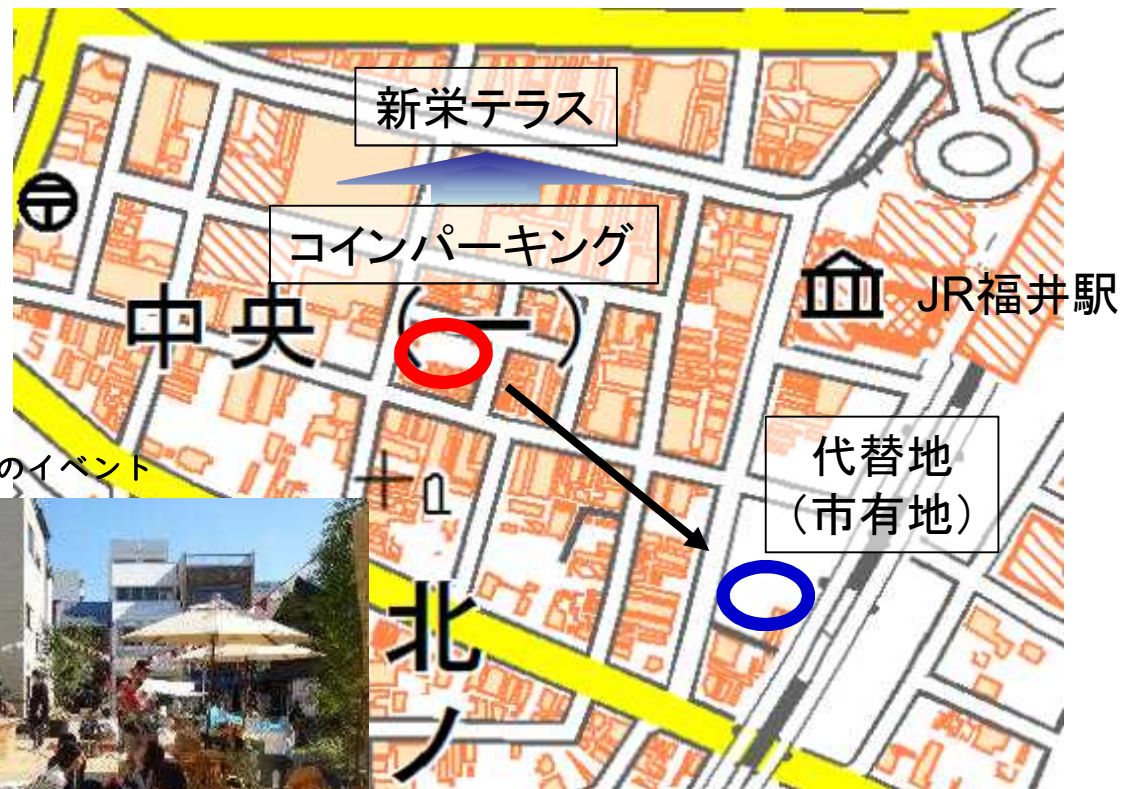 新栄テラス
コインパーキング
JR福井駅
中央（一）
代替地
（市有地）
のイベント
北ノ